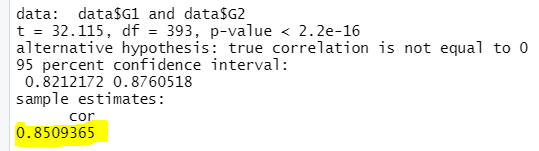 data:  data$G1 and data$G2
t = 32.115, df = 393, p-value < 2.2e-16
alternative hypothesis: true correlation is not equal to 0
95 percent confidence interval:
 0.8212172 0.8760518
sample estimates:
      cor
0.8509365